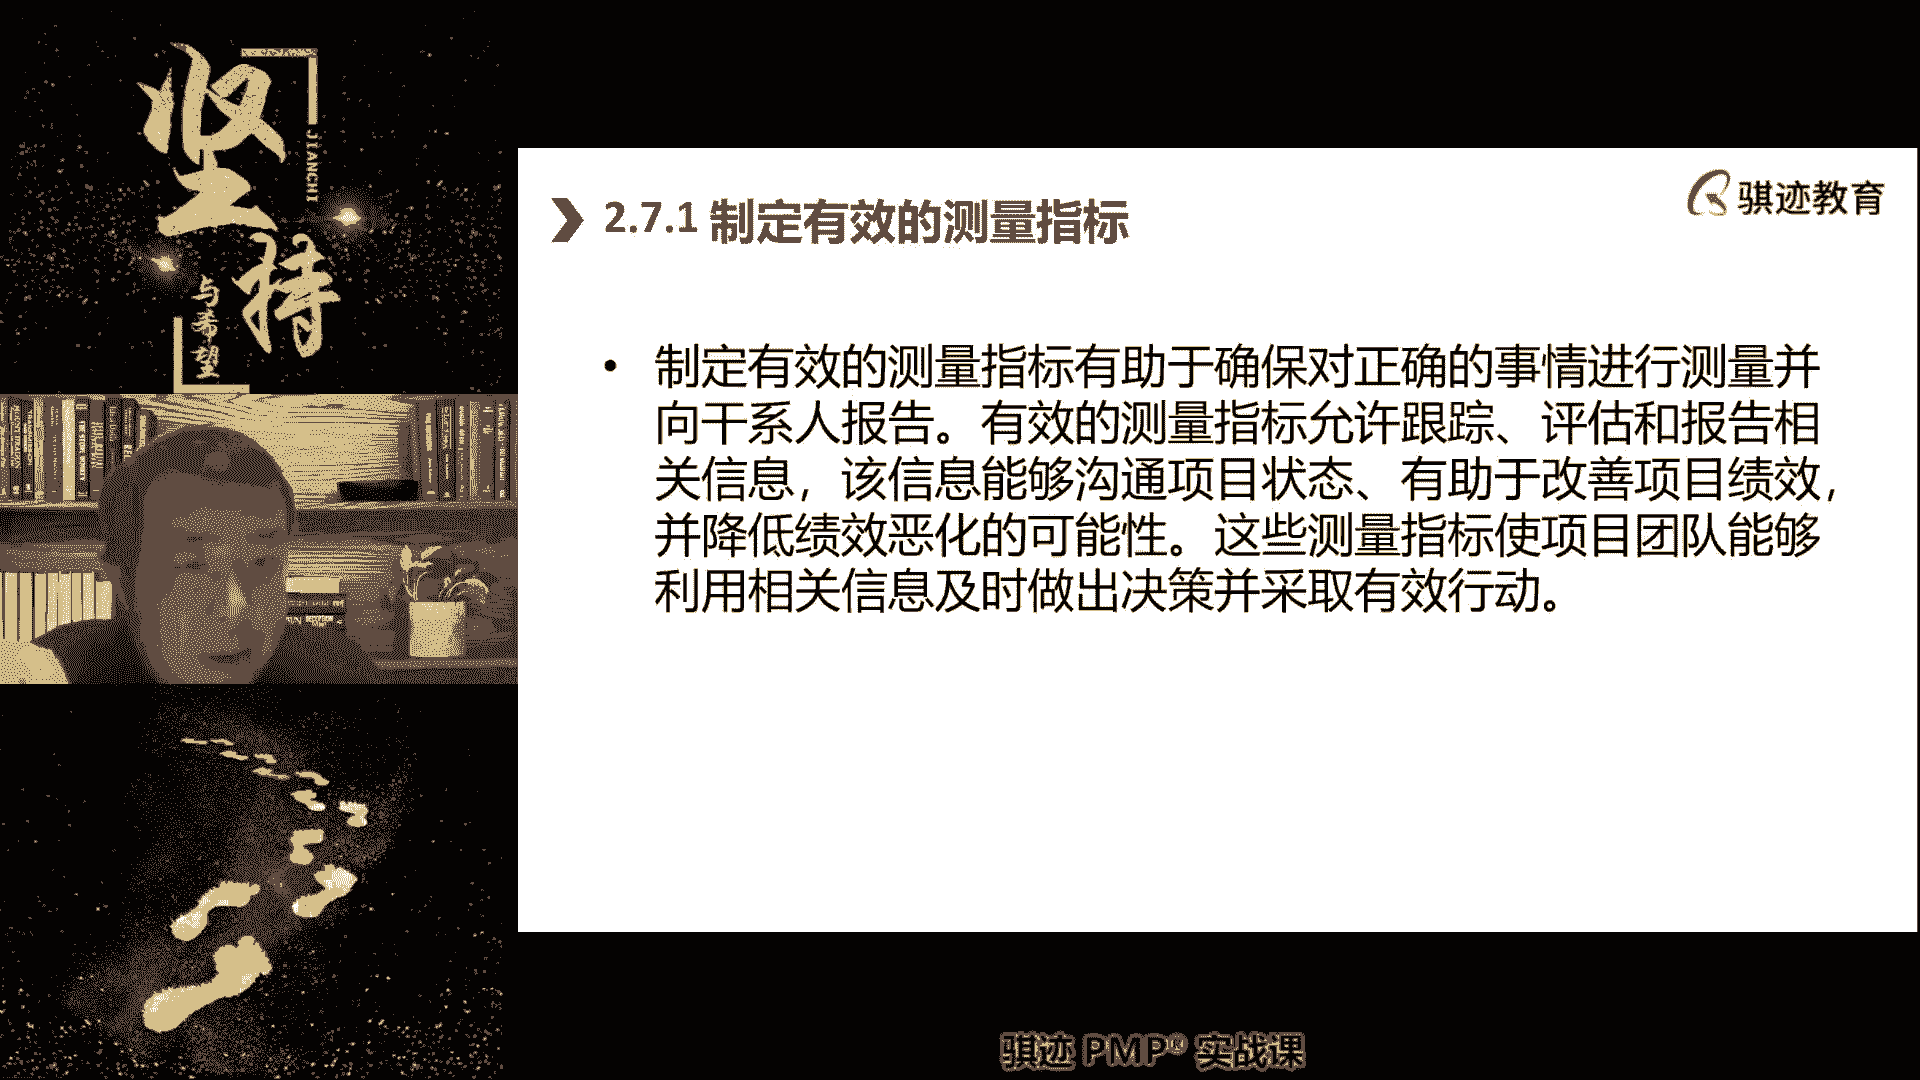 坚持
JIANCHI
与希望
骐迹教育
2.7.1 制定有效的测量指标
• 制定有效的测量指标有助于确保对正确的事情进行测量并
向干系人报告。有效的测量指标允许跟踪、评估和报告相
关信息，该信息能够沟通项目状态、有助于改善项目绩效，
并降低绩效恶化的可能性。这些测量指标使项目团队能够
利用相关信息及时做出决策并采取有效行动。
骐迹 PMP® 实战课